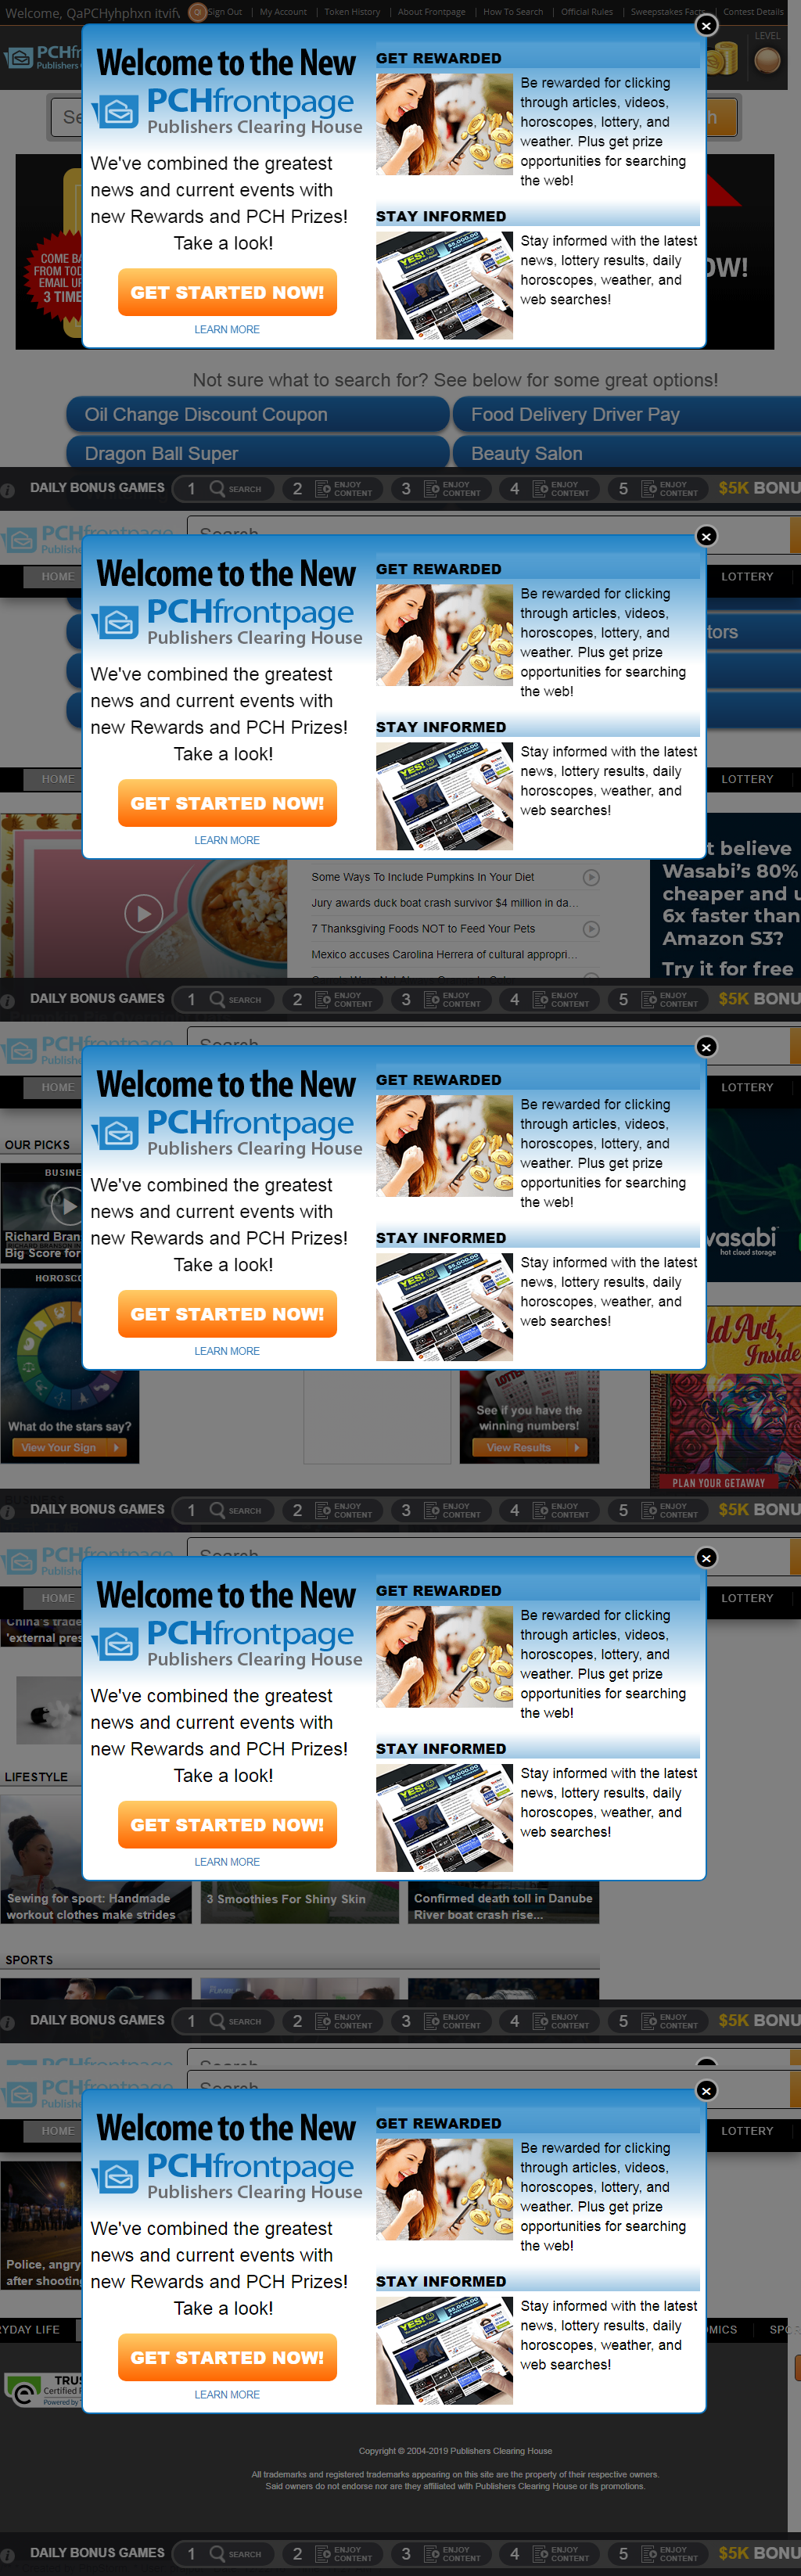 Welcome, QaPCHyhphxn itvifv
Sign Out | My Account | Token History | About Frontpage | How To Search | Official Rules | Sweepstakes Facts | Contest Details
LEVEL
Welcome to the New
PCHfrontpage
Publishers Clearing House
We've combined the greatest
news and current events with
new Rewards and PCH Prizes!
Take a look!
GET STARTED NOW!
LEARN MORE
GET REWARDED
Be rewarded for clicking
through articles, videos,
horoscopes, lottery, and
weather. Plus get prize
opportunities for searching
the web!
STAY INFORMED
Stay informed with the latest
news, lottery results, daily
horoscopes, weather, and
web searches!
COME BA
FROM TOD
EMAIL UP
3 TIME
OW!
Not sure what to search for? See below for some great options!
Oil Change Discount Coupon
Food Delivery Driver Pay
Dragon Ball Super
Beauty Salon
DAILY BONUS GAMES 1 SEARCH 2 ENJOY CONTENT 3 ENJOY CONTENT 4 ENJOY CONTENT 5 ENJOY CONTENT $5K BONU
PCHfrontpage
Search
HOME
LOTTERY
Welcome to the New
PCHfrontpage
Publishers Clearing House
We've combined the greatest
news and current events with
new Rewards and PCH Prizes!
Take a look!
GET STARTED NOW!
LEARN MORE
GET REWARDED
Be rewarded for clicking
through articles, videos,
horoscopes, lottery, and
weather. Plus get prize
opportunities for searching
the web!
STAY INFORMED
Stay informed with the latest
news, lottery results, daily
horoscopes, weather, and
web searches!
tors
HOME
LOTTERY
Some Ways To Include Pumpkins In Your Diet
Jury awards duck boat crash survivor $4 million in da...
7 Thanksgiving Foods NOT to Feed Your Pets
Mexico accuses Carolina Herrera of cultural appropri...
t believe
Wasabi's 80%
cheaper and u
6x faster than
Amazon S3?
Try it for free
DAILY BONUS GAMES 1 SEARCH 2 ENJOY CONTENT 3 ENJOY CONTENT 4 ENJOY CONTENT 5 ENJOY CONTENT $5K BONU
HOME
LOTTERY
Welcome to the New
PCHfrontpage
Publishers Clearing House
We've combined the greatest
news and current events with
new Rewards and PCH Prizes!
Take a look!
GET STARTED NOW!
LEARN MORE
GET REWARDED
Be rewarded for clicking
through articles, videos,
horoscopes, lottery, and
weather. Plus get prize
opportunities for searching
the web!
STAY INFORMED
Stay informed with the latest
news, lottery results, daily
horoscopes, weather, and
web searches!
OUR PICKS
BUSINE
Richard Bran
Big Score for
HOROSC
What do the stars say?
View Your Sign
See if you have the
winning numbers!
View Results
wasabi
hot cloud storage
ld Art,
Inside
PLAN YOUR GETAWAY
DAILY BONUS GAMES 1 SEARCH 2 ENJOY CONTENT 3 ENJOY CONTENT 4 ENJOY CONTENT 5 ENJOY CONTENT $5K BONU
HOME
LOTTERY
Welcome to the New
PCHfrontpage
Publishers Clearing House
We've combined the greatest
news and current events with
new Rewards and PCH Prizes!
Take a look!
GET STARTED NOW!
LEARN MORE
GET REWARDED
Be rewarded for clicking
through articles, videos,
horoscopes, lottery, and
weather. Plus get prize
opportunities for searching
the web!
STAY INFORMED
Stay informed with the latest
news, lottery results, daily
horoscopes, weather, and
web searches!
China's trade
'external pres
LIFESTYLE
Sewing for sport: Handmade
workout clothes make strides
3 Smoothies For Shiny Skin
Confirmed death toll in Danube
River boat crash rise...
SPORTS
DAILY BONUS GAMES 1 SEARCH 2 ENJOY CONTENT 3 ENJOY CONTENT 4 ENJOY CONTENT 5 ENJOY CONTENT $5K BONU
HOME
LOTTERY
Welcome to the New
PCHfrontpage
Publishers Clearing House
We've combined the greatest
news and current events with
new Rewards and PCH Prizes!
Take a look!
GET STARTED NOW!
LEARN MORE
GET REWARDED
Be rewarded for clicking
through articles, videos,
horoscopes, lottery, and
weather. Plus get prize
opportunities for searching
the web!
STAY INFORMED
Stay informed with the latest
news, lottery results, daily
horoscopes, weather, and
web searches!
Police, angry
after shooting
RYDAY LIFE
OMICS
SPO
TRUS
Certified
Powered by
Copyright © 2004-2019 Publishers Clearing House
All trademarks and registered trademarks appearing on this site are the property of their respective owners.
Said owners do not endorse nor are they affiliated with Publishers Clearing House or its promotions.
DAILY BONUS GAMES 1 SEARCH 2 ENJOY CONTENT 3 ENJOY CONTENT 4 ENJOY CONTENT 5 ENJOY CONTENT $5K BONU